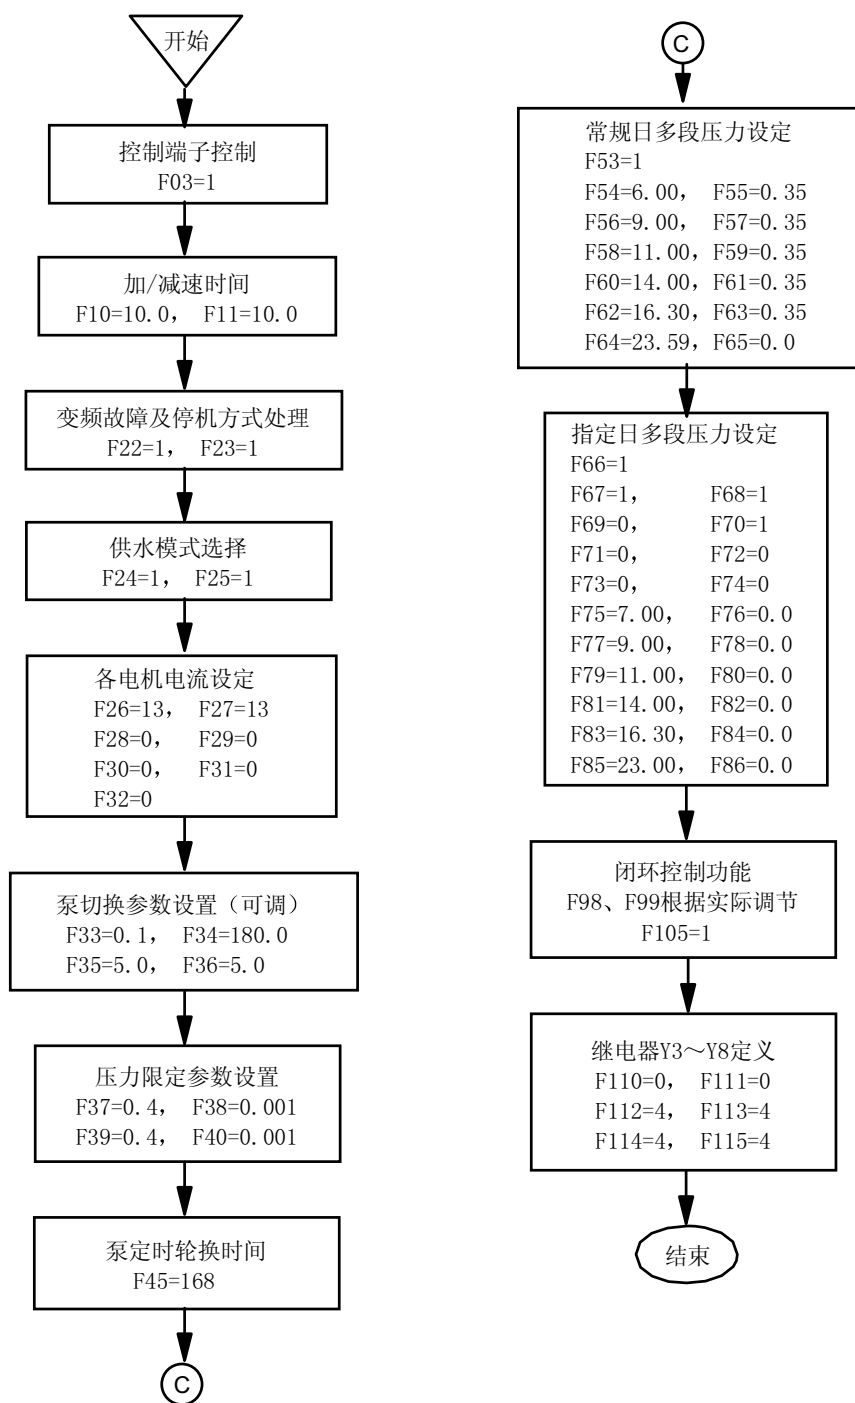 开始
控制端子控制
F03=1
加/减速时间
F10=10.0， F11=10.0
变频故障及停机方式处理
F22=1， F23=1
供水模式选择
F24=1， F25=1
各电机电流设定
F26=13， F27=13
F28=0， F29=0
F30=0， F31=0
F32=0
泵切换参数设置（可调）
F33=0.1， F34=180.0
F35=5.0， F36=5.0
压力限定参数设置
F37=0.4， F38=0.001
F39=0.4， F40=0.001
泵定时轮换时间
F45=168
C
C
常规日多段压力设定
F53=1
F54=6.00， F55=0.35
F56=9.00， F57=0.35
F58=11.00，F59=0.35
F60=14.00，F61=0.35
F62=16.30，F63=0.35
F64=23.59，F65=0.0
指定日多段压力设定
F66=1
F67=1， F68=1
F69=0， F70=1
F71=0， F72=0
F73=0， F74=0
F75=7.00， F76=0.0
F77=9.00， F78=0.0
F79=11.00， F80=0.0
F81=14.00， F82=0.0
F83=16.30， F84=0.0
F85=23.00， F86=0.0
闭环控制功能
F98、F99根据实际调节
F105=1
继电器Y3～Y8定义
F110=0， F111=0
F112=4， F113=4
F114=4， F115=4
结束